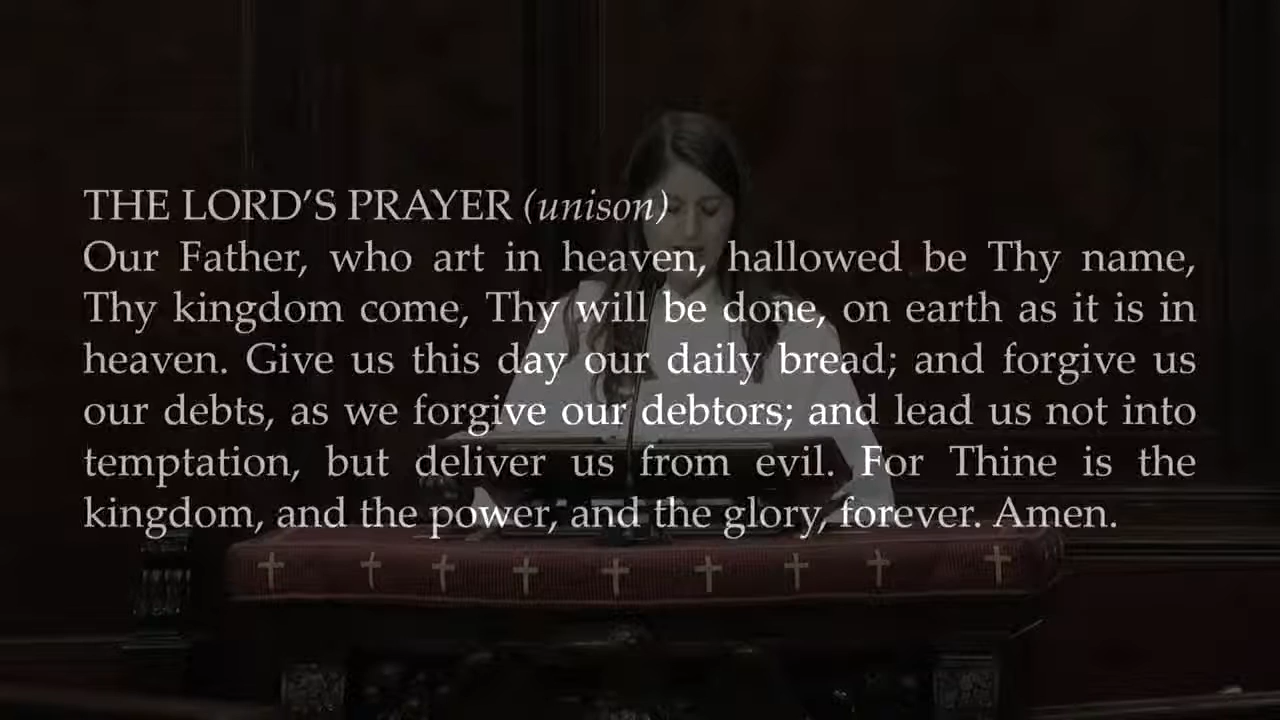 THE LORD’S PRAYER (unison)
Our Father, who art in heaven, hallowed be Thy name,
Thy kingdom come, Thy will be done, on earth as it is in
heaven. Give us this day our daily bread; and forgive us
our debts, as we forgive our debtors; and lead us not into
temptation, but deliver us from evil. For Thine is the
kingdom, and the power, and the glory, forever. Amen.